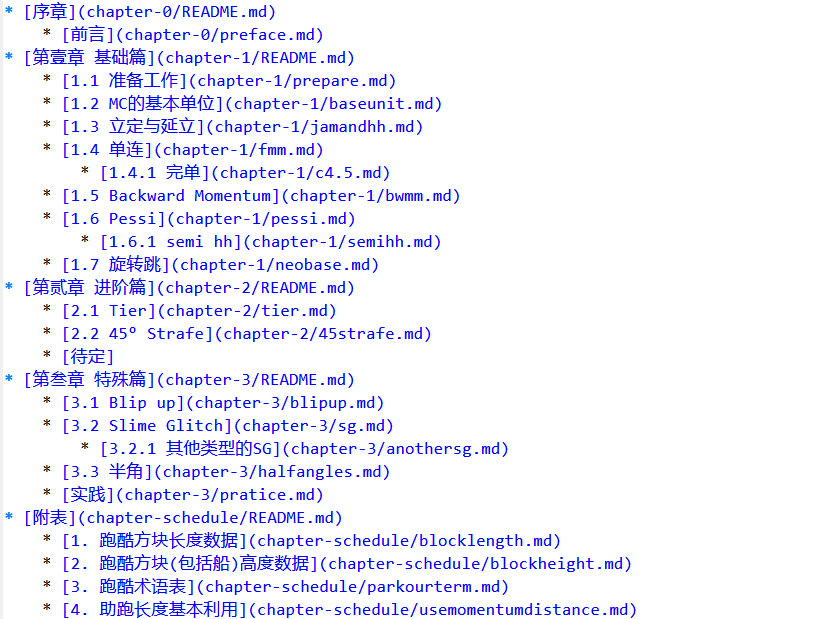 * [序章](chapter-0/README.md)
    * [前言](chapter-0/preface.md)
* [第壹章 基础篇](chapter-1/README.md)
    * [1.1 准备工作](chapter-1/prepare.md)
    * [1.2 MC的基本单位](chapter-1/baseunit.md)
    * [1.3 立定与延立](chapter-1/jamandhh.md)
    * [1.4 单连](chapter-1/fmm.md)
        * [1.4.1 完单](chapter-1/c4.5.md)
    * [1.5 Backward Momentum](chapter-1/bwmm.md)
    * [1.6 Pessi](chapter-1/pessi.md)
        * [1.6.1 semi hh](chapter-1/semihh.md)
    * [1.7 旋转跳](chapter-1/neobase.md)
* [第贰章 进阶篇](chapter-2/README.md)
    * [2.1 Tier](chapter-2/tier.md)
    * [2.2 45º Strafe](chapter-2/45strafe.md)
    * [待定]
* [第叁章 特殊篇](chapter-3/README.md)
    * [3.1 Blip up](chapter-3/blipup.md)
    * [3.2 Slime Glitch](chapter-3/sg.md)
        * [3.2.1 其他类型的SG](chapter-3/anothersg.md)
    * [3.3 半角](chapter-3/halfangles.md)
    * [实践](chapter-3/pratice.md)
* [附表](chapter-schedule/README.md)
    * [1. 跑酷方块长度数据](chapter-schedule/blocklength.md)
    * [2. 跑酷方块(包括船)高度数据](chapter-schedule/blockheight.md)
    * [3. 跑酷术语表](chapter-schedule/parkourterm.md)
    * [4. 助跑长度基本利用](chapter-schedule/usemomentumdistance.md)